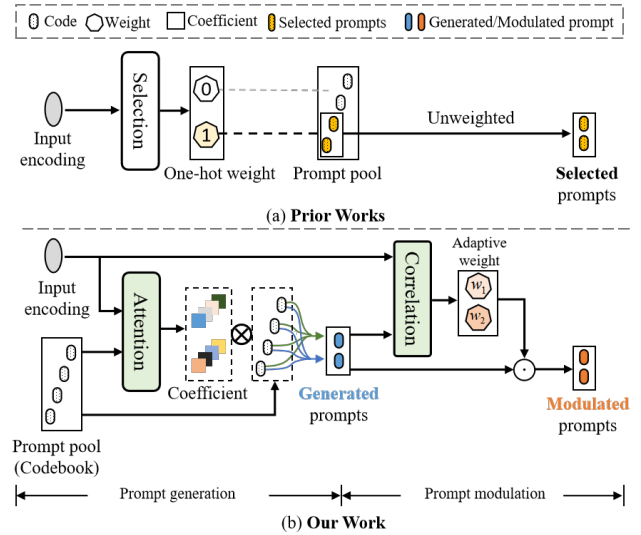 Code Weight Coefficient Selected prompts Generated/Modulated prompt
Input
encoding
Selection
0
1
One-hot weight
Prompt pool
Unweighted
Selected
prompts
(a) Prior Works
Input
encoding
Attention
Prompt pool
(Codebook)
Coefficient
Generated
prompts
Correlation
Adaptive
weight
w1
w2
Modulated
prompts
Prompt generation
Prompt modulation
(b) Our Work